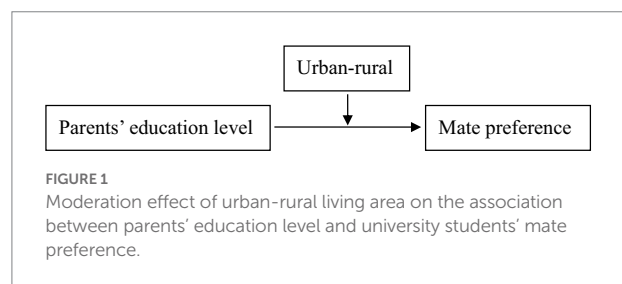 Urban-rural
Parents’ education level
Mate preference
FIGURE 1
Moderation effect of urban-rural living area on the association
between parents’ education level and university students’ mate
preference.